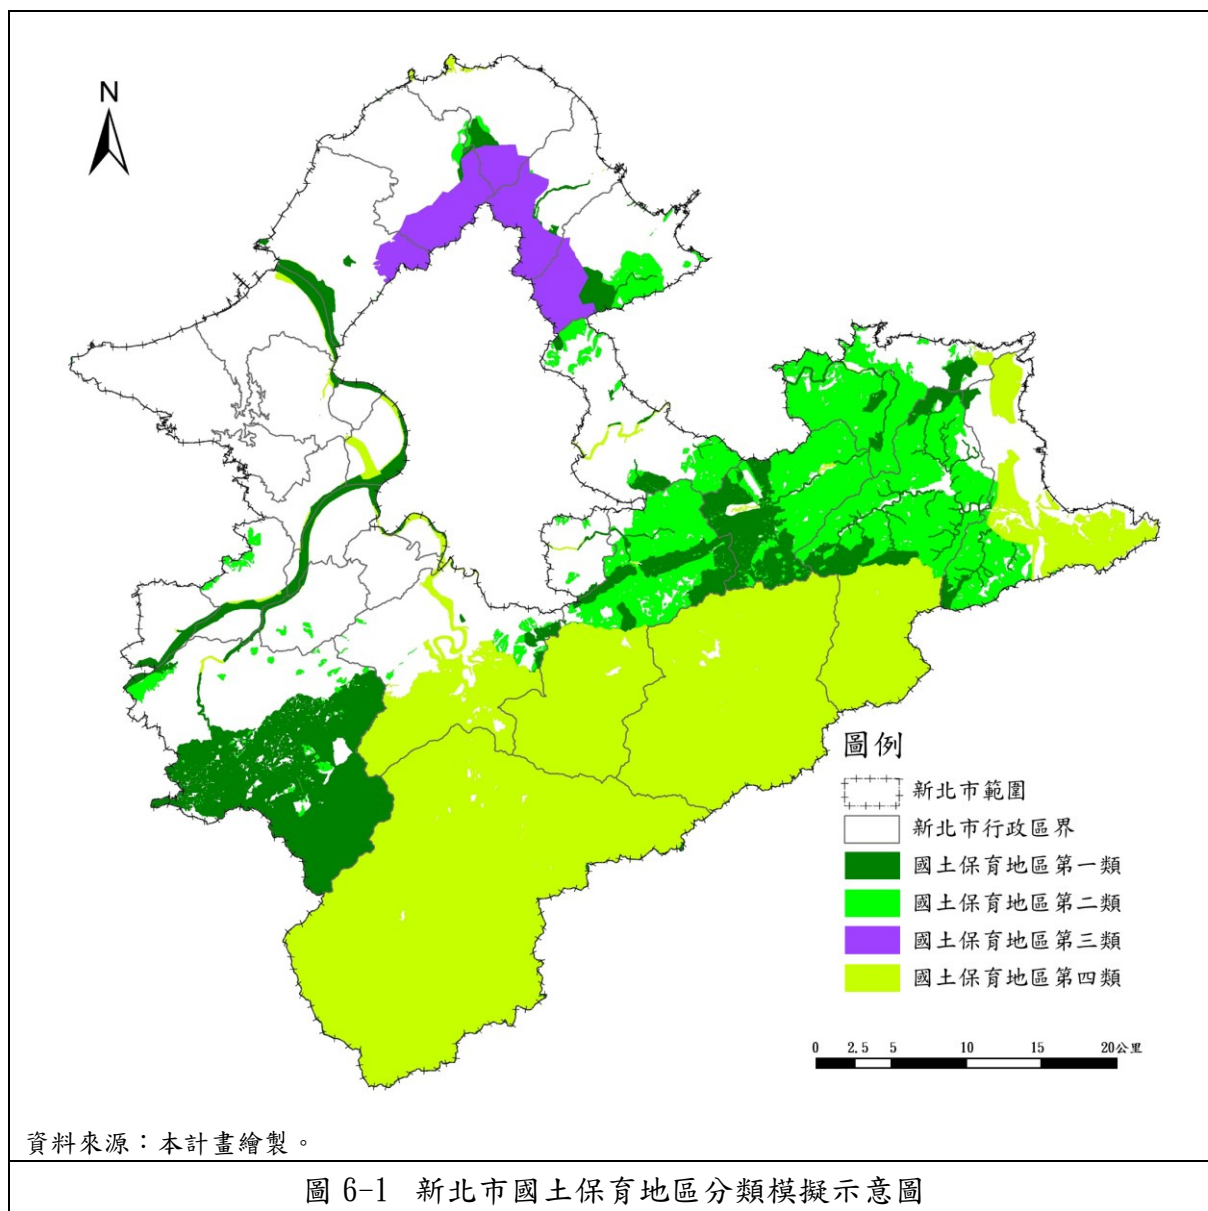 N
圖例
新北市範圍
新北市行政區界
國土保育地區第一類
國土保育地區第二類
國土保育地區第三類
國土保育地區第四類
0 2.5 5 10 15 20公里
資料來源：本計畫繪製。
圖 6-1 新北市國土保育地區分類模擬示意圖